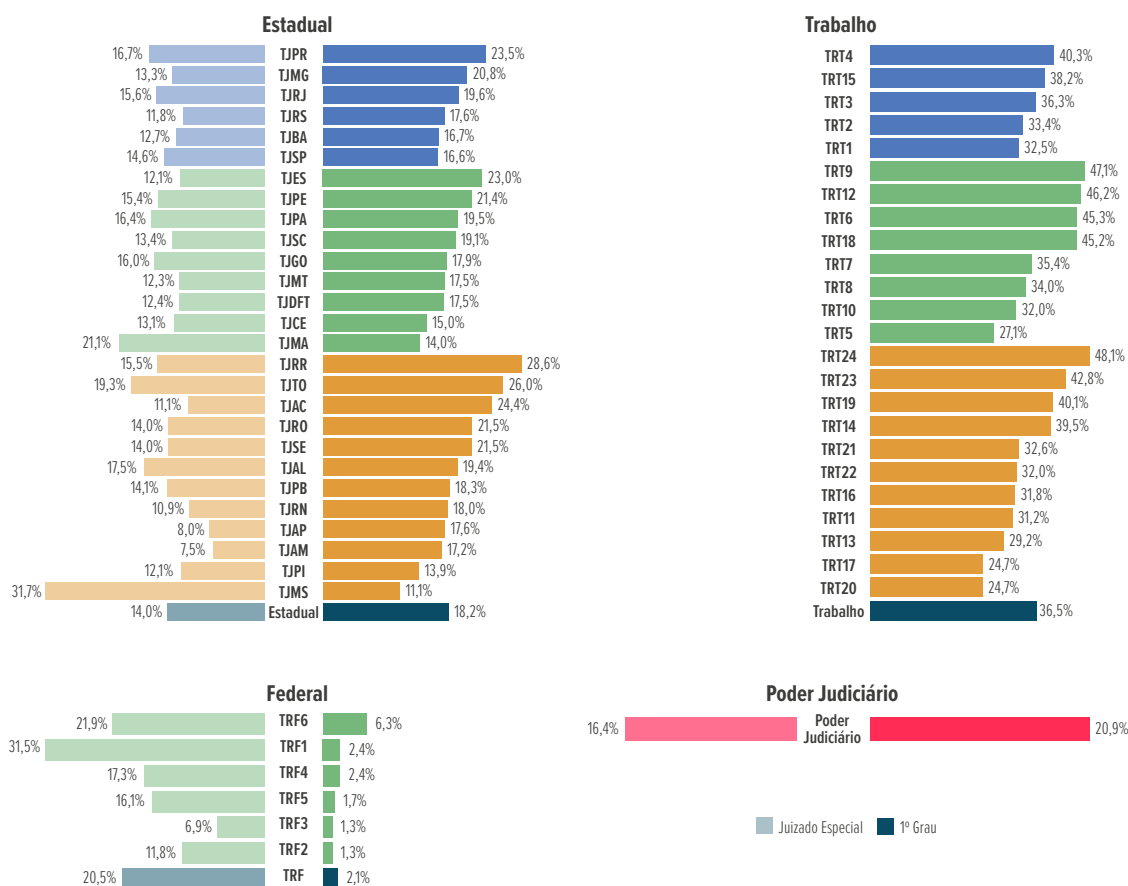 Estadual
16,7% TJPR 23,5%
13,3% TJMG 20,8%
15,6% TJRJ 19,6%
11,8% TJRS 17,6%
12,7% TJBA 16,7%
14,6% TJSP 16,6%
12,1% TJES 23,0%
15,4% TJPE 21,4%
16,4% TJPA 19,5%
13,4% TJSC 19,1%
16,0% TJGO 17,9%
12,3% TJMT 17,5%
12,4% TJDFT 17,5%
13,1% TJCE 15,0%
21,1% TJMA 14,0%
15,5% TJRR 28,6%
19,3% TJTO 26,0%
11,1% TJAC 24,4%
14,0% TJRO 21,5%
14,0% TJSE 21,5%
17,5% TJAL 19,4%
14,1% TJPB 18,3%
10,9% TJRN 18,0%
8,0% TJAP 17,6%
7,5% TJAM 17,2%
12,1% TJPI 13,9%
31,7% TJMS 11,1%
14,0% Estadual 18,2%
Trabalho
TRT4 40,3%
TRT15 38,2%
TRT3 36,3%
TRT2 33,4%
TRT1 32,5%
TRT9 47,1%
TRT12 46,2%
TRT6 45,3%
TRT18 45,2%
TRT7 35,4%
TRT8 34,0%
TRT10 32,0%
TRT5 27,1%
TRT24 48,1%
TRT23 42,8%
TRT19 40,1%
TRT14 39,5%
TRT21 32,6%
TRT22 32,0%
TRT16 31,8%
TRT11 31,2%
TRT13 29,2%
TRT17 24,7%
TRT20 24,7%
Trabalho 36,5%
Federal
21,9% TRF6 6,3%
31,5% TRF1 2,4%
17,3% TRF4 2,4%
16,1% TRF5 1,7%
6,9% TRF3 1,3%
11,8% TRF2 1,3%
20,5% TRF 2,1%
Poder Judiciário
16,4% Poder 20,9%
Judiciário
Juizado Especial 1º Grau